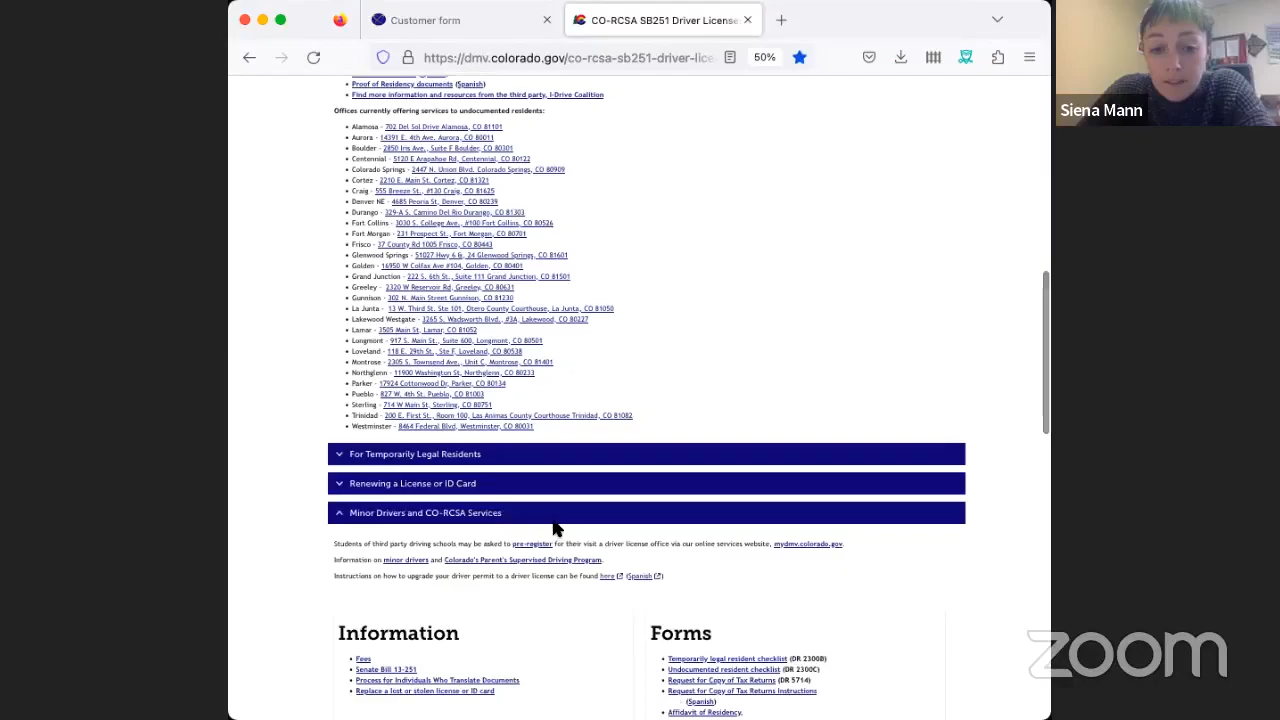 Customer form
CO-RCSA SB251 Driver License
https://dmv.colorado.gov/co-rcsa-sb251-driver-lice
50%
Siena Mann
Proof of Residency documents (Spanish)
Find more information and resources from the third party, I-Drive Coalition
Offices currently offering services to undocumented residents:
Alamosa - 702 Del Sol Drive Alamosa, CO 81101
Aurora - 14391 E. 4th Ave. Aurora, CO 80011
Boulder - 2850 Iris Ave., Suite F Boulder, CO 80301
Centennial - 5120 E Arapahoe Rd, Centennial, CO 80122
Colorado Springs - 2447 N. Union Blvd. Colorado Springs, CO 80909
Cortez - 2210 E. Main St. Cortez, CO 81321
Craig - 555 Breeze St., #130 Craig, CO 81625
Denver NE - 4685 Peoria St, Denver, CO 80239
Durango - 329-A S. Camino Del Rio Durango, CO 81303
Fort Collins - 3030 S. College Ave., #100 Fort Collins, CO 80526
Fort Morgan - 231 Prospect St., Fort Morgan, CO 80701
Frisco - 37 County Rd 1005 Frisco, CO 80443
Glenwood Springs - 51027 Hwy 6 &, 24 Glenwood Springs, CO 81601
Golden - 16950 W Colfax Ave #104, Golden, CO 80401
Grand Junction - 222 S. 6th St., Suite 111 Grand Junction, CO 81501
Greeley - 2320 W Reservoir Rd, Greeley, CO 80631
Gunnison - 302 N. Main Street Gunnison, CO 81230
La Junta - 13 W. Third St. Ste 101, Otero County Courthouse, La Junta, CO 81050
Lakewood Westgate - 3265 S. Wadsworth Blvd., #3A, Lakewood, CO 80227
Lamar - 3505 Main St, Lamar, CO 81052
Longmont - 917 S. Main St., Suite 600, Longmont, CO 80501
Loveland - 118 E. 29th St., Ste F, Loveland, CO 80538
Montrose - 2305 S. Townsend Ave., Unit C, Montrose, CO 81401
Northglenn - 11900 Washington St, Northglenn, CO 80233
Parker - 17924 Cottonwood Dr, Parker, CO 80134
Pueblo - 827 W. 4th St. Pueblo, CO 81003
Sterling - 714 W Main St, Sterling, CO 80751
Trinidad - 200 E. First St., Room 100, Las Animas County Courthouse Trinidad, CO 81082
Westminster - 8464 Federal Blvd, Westminster, CO 80031
For Temporarily Legal Residents
Renewing a License or ID Card
Minor Drivers and CO-RCSA Services
Students of third party driving schools may be asked to pre-register for their visit a driver license office via our online services website, mydmv.colorado.gov.
Information on minor drivers and Colorado's Parent's Supervised Driving Program.
Instructions on how to upgrade your driver permit to a driver license can be found here (Spanish)
Information
Fees
Senate Bill 13-251
Process for Individuals Who Translate Documents
Replace a lost or stolen license or ID card
Forms
Temporarily legal resident checklist (DR 2300B)
Undocumented resident checklist (DR 2300C)
Request for Copy of Tax Returns (DR 5714)
Request for Copy of Tax Returns Instructions
(Spanish)
Affidavit of Residency,
zoom